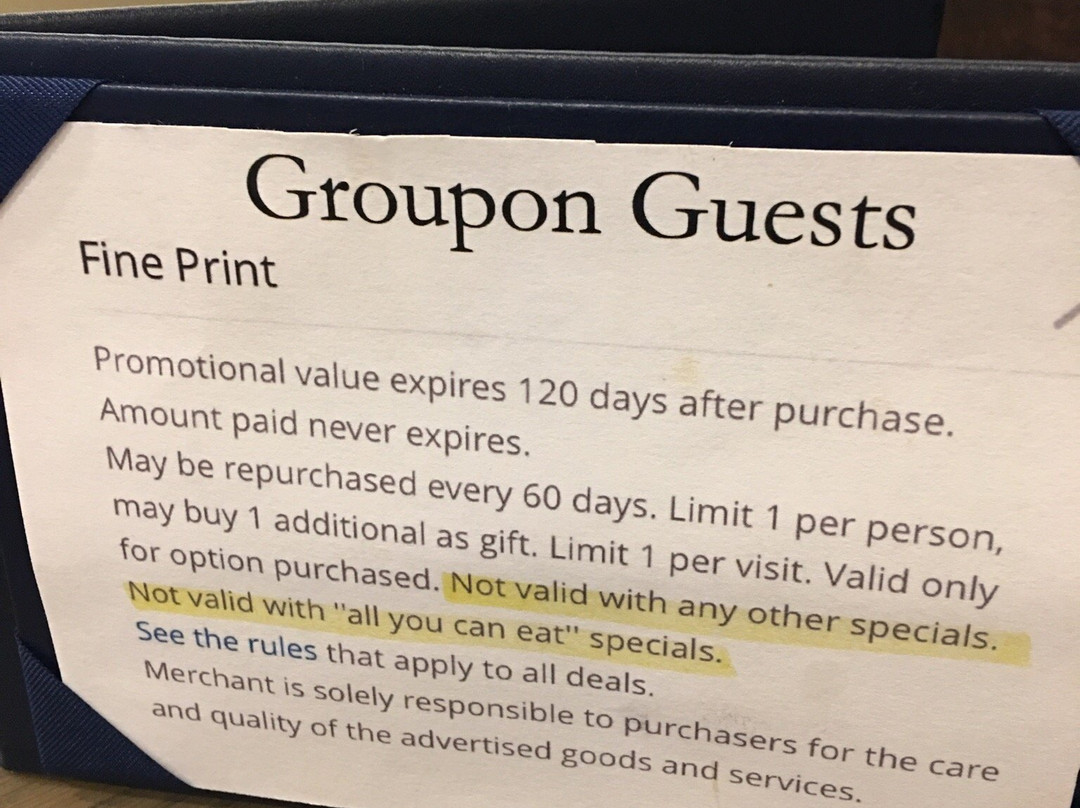 Groupon Guests
Fine Print
Promotional value expires 120 days after purchase.
Amount paid never expires.
May be repurchased every 60 days. Limit 1 per person,
may buy 1 additional as gift. Limit 1 per visit. Valid only
for option purchased. Not valid with any other specials.
Not valid with "all you can eat" specials.
See the rules that apply to all deals.
Merchant is solely responsible to purchasers for the care
and quality of the advertised goods and services.